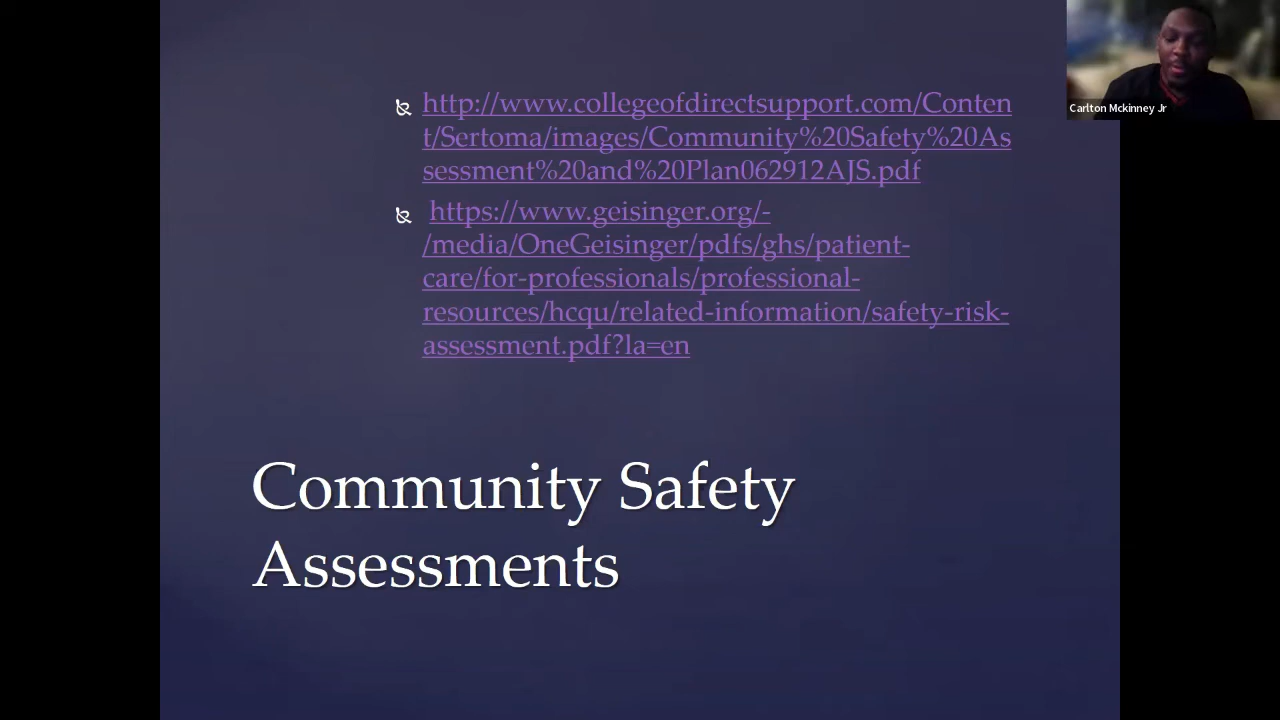 http://www.collegeofdirectsupport.com/Conten
t/Sertoma/images/Community%20Safety%20As
sessment%20and%20Plan062912AJS.pdf
https://www.geisinger.org/-
/media/OneGeisinger/pdfs/ghs/patient-
care/for-professionals/professional-
resources/hcqu/related-information/safety-risk-
assessment.pdf?la=en
Community Safety
Assessments
Carlton Mckinney Jr